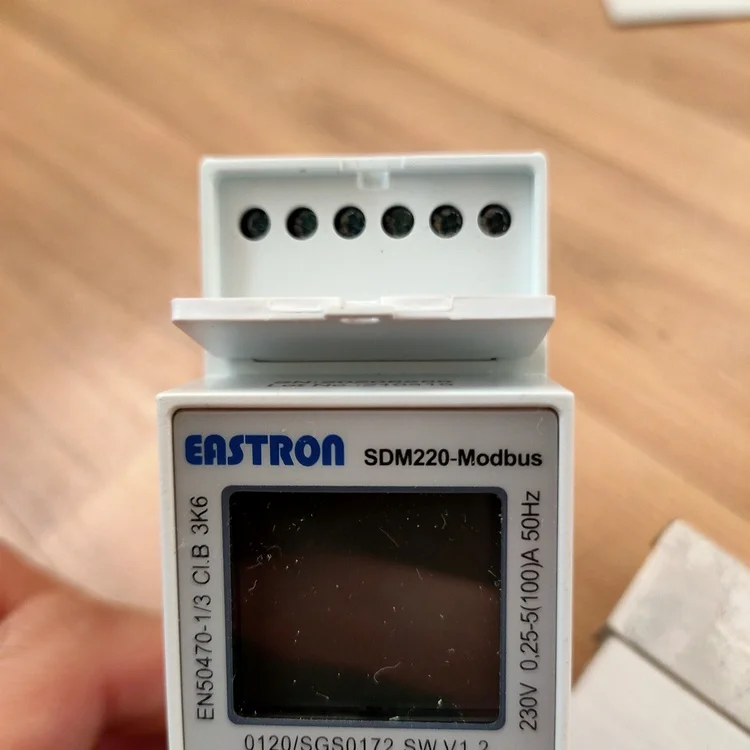 EASTRON
SDM220-Modbus
EN50470-1/3 Cl.B 3K6
230V 0,25-5(100)A 50Hz
0120/SGS0172 SW V1.2